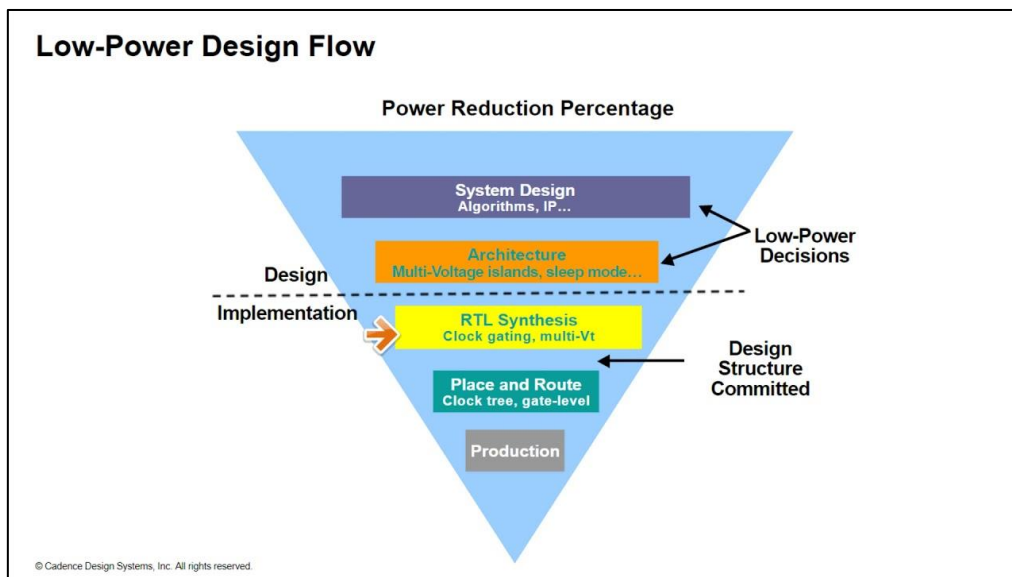 Low-Power Design Flow
Power Reduction Percentage
System Design
Algorithms, IP...
Architecture
Multi-Voltage islands, sleep mode...
Low-Power
Decisions
Design
Implementation
RTL Synthesis
Clock gating, multi-Vt
Design
Structure
Committed
Place and Route
Clock tree, gate-level
Production
© Cadence Design Systems, Inc. All rights reserved.